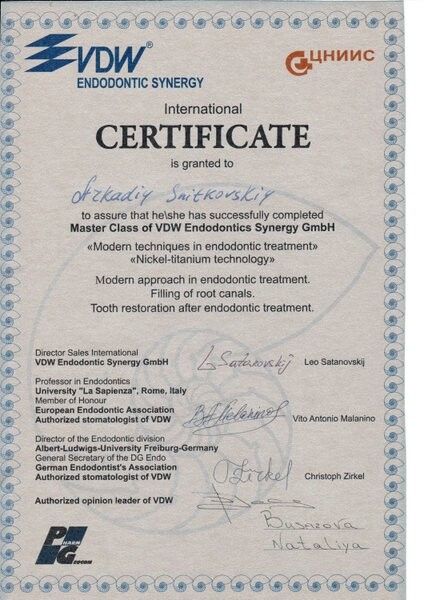 VDW®
ENDODONTIC SYNERGY
ЦНИИС
International
CERTIFICATE
is granted to
Arkadiy Snitkovskiy
to assure that he\she has successfully completed
Master Class of VDW Endodontics Synergy GmbH
«Modern techniques in endodontic treatment»
«Nickel-titanium technology»
Modern approach in endodontic treatment.
Filling of root canals.
Tooth restoration after endodontic treatment.
Director Sales International
VDW Endodontic Synergy GmbH
L. Satanovskij
Leo Satanovskij
Professor in Endodontics
University "La Sapienza", Rome, Italy
Member of Honour
European Endodontic Association
Authorized stomatologist of VDW
Vito Antonio Malanino
Director of the Endodontic division
Albert-Ludwigs-University Freiburg-Germany
General Secretary of the DG Endo
German Endodontist's Association
Authorized stomatologist of VDW
O Zirkel
Christoph Zirkel
Authorized opinion leader of VDW
Nataliya
PHARM
GEOCOM